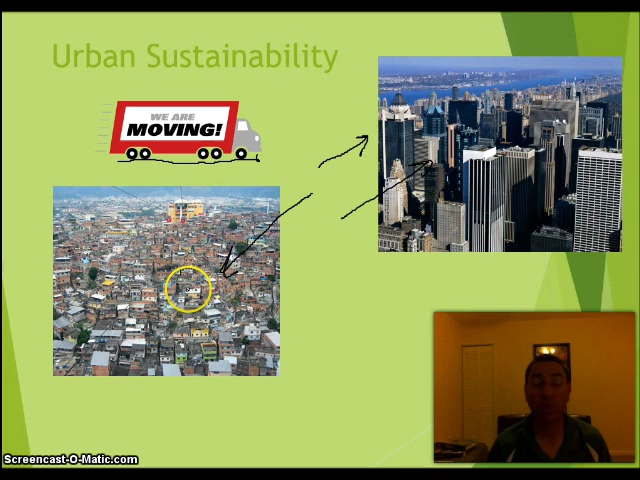 Urban Sustainability
WE ARE
MOVING!
Screencast-O-Matic.com